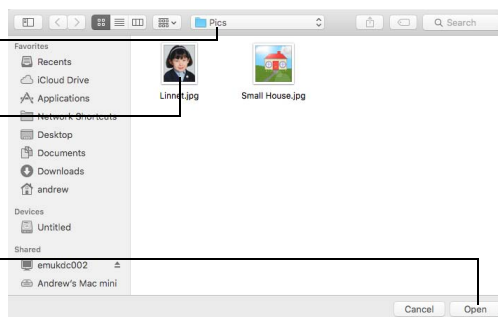 Pics
Search
Favorites
Recents
iCloud Drive
Applications
Network Shortcuts
Desktop
Documents
Downloads
andrew
Devices
Untitled
Shared
emukdc002
Andrew's Mac mini
Linnet.jpg
Small House.jpg
Cancel
Open